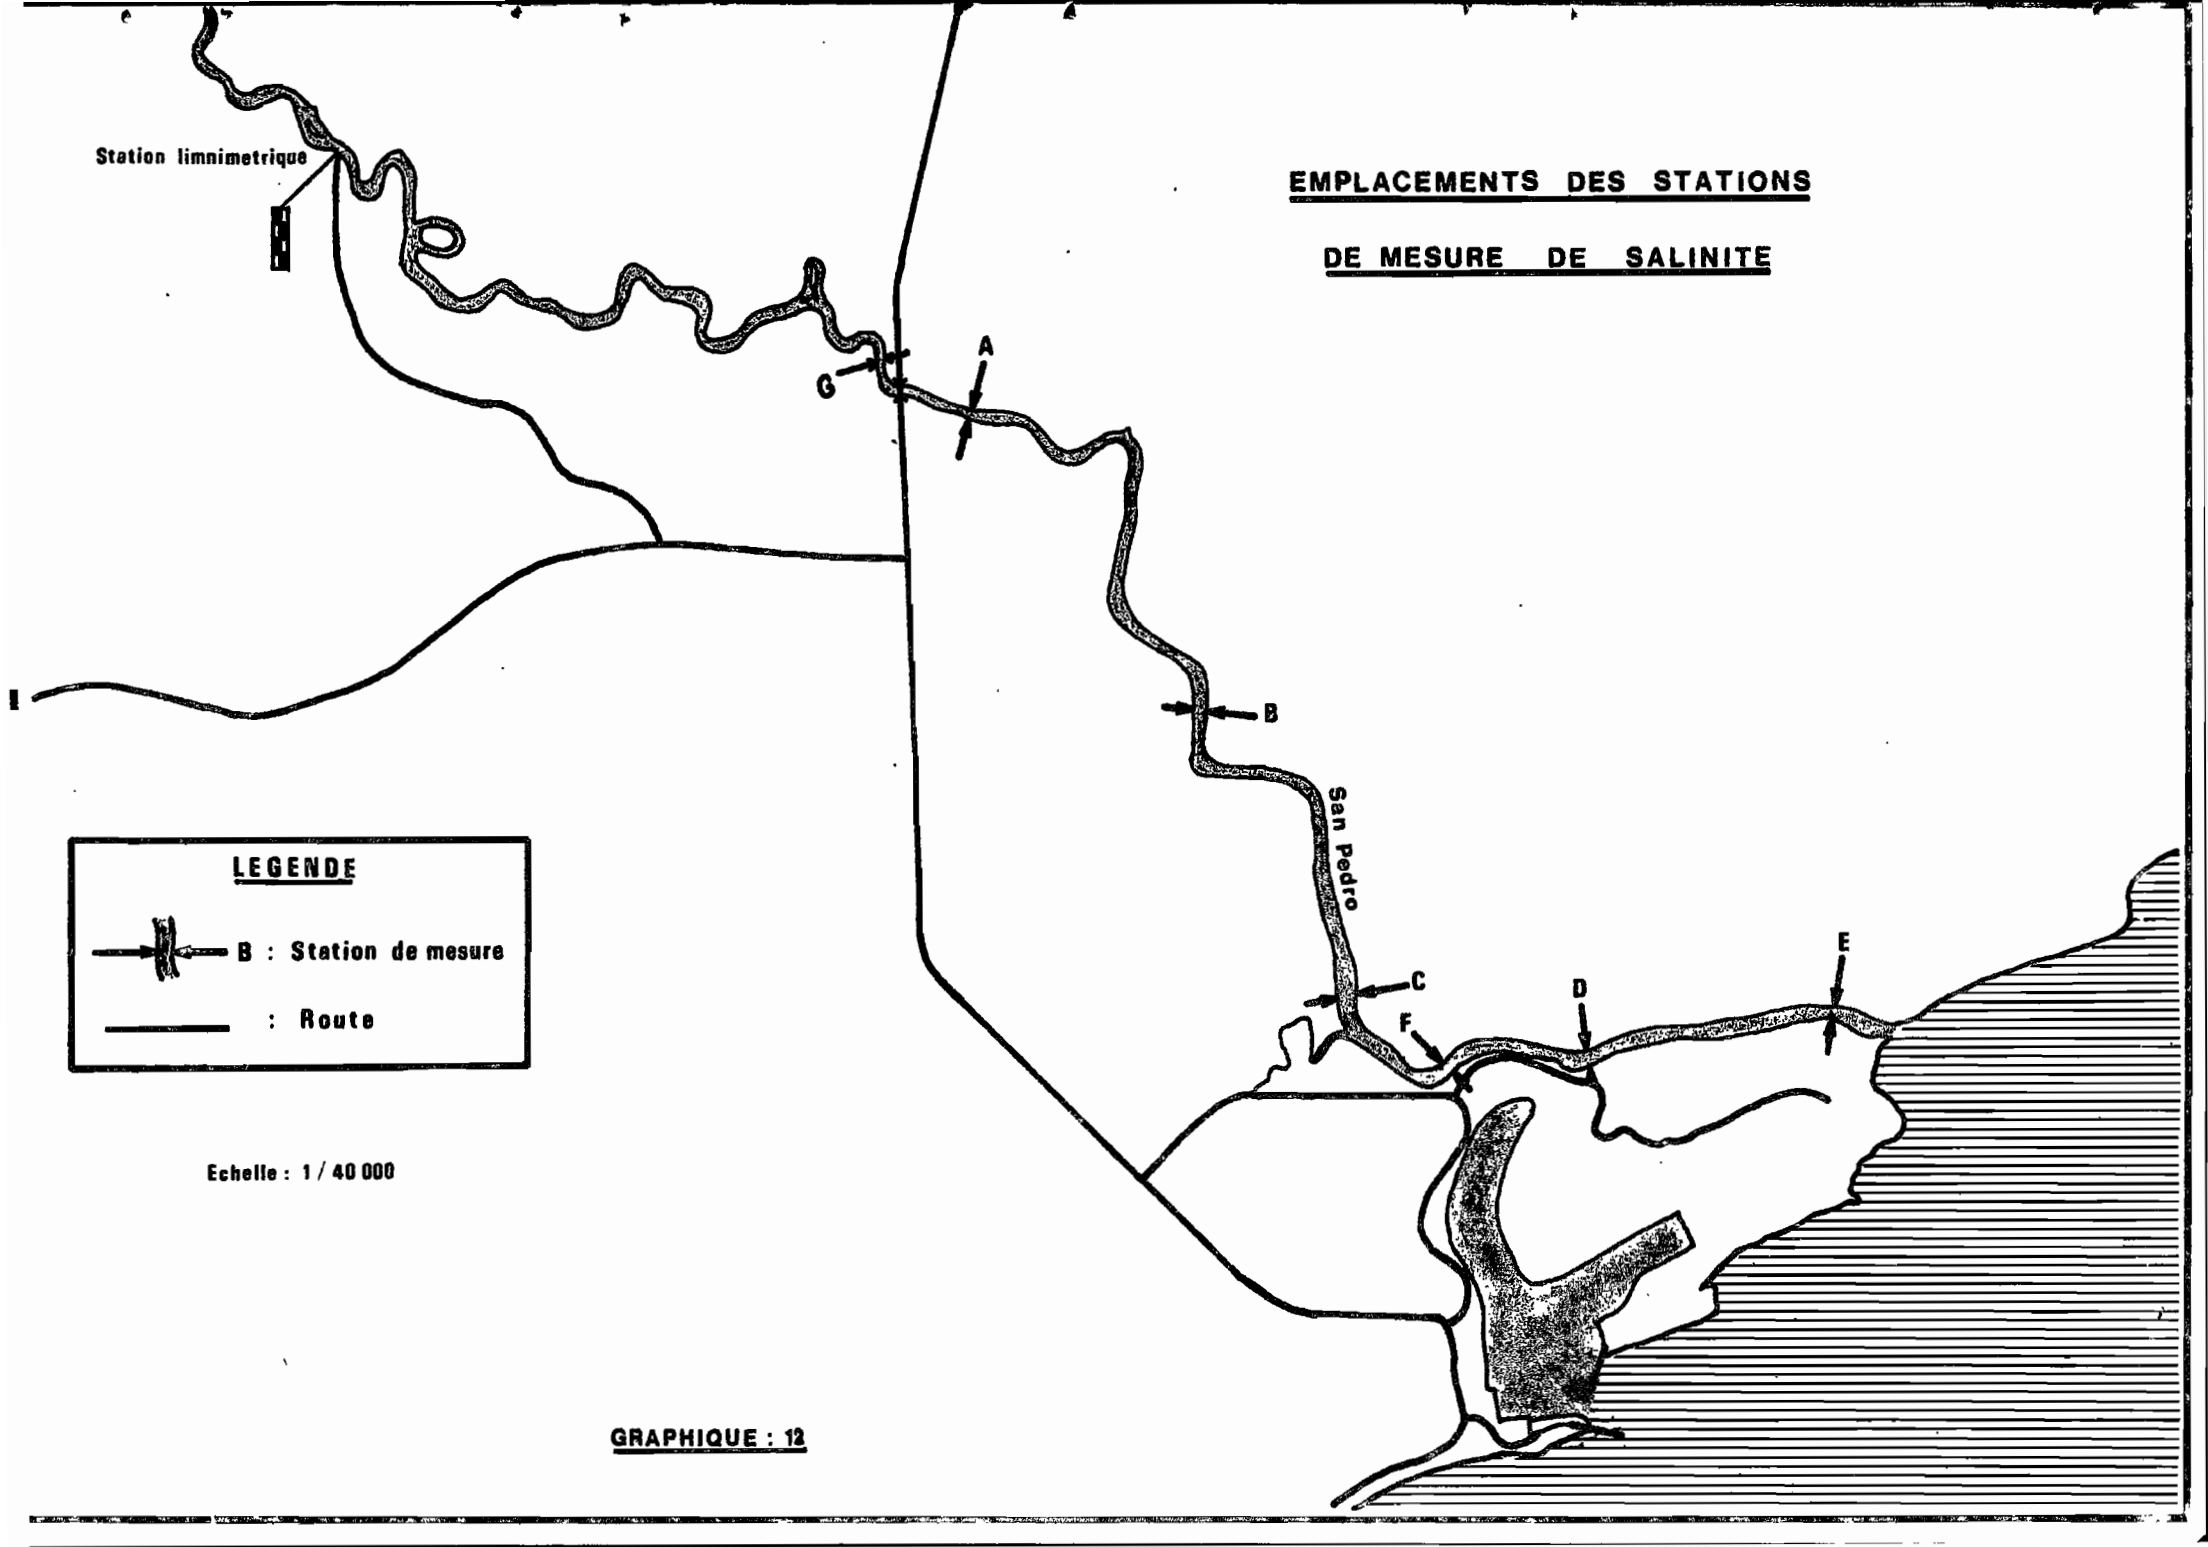 Station limnimetrique
EMPLACEMENTS DES STATIONS
DE MESURE DE SALINITE
A
G
B
San Pedro
LEGENDE
B : Station de mesure
: Route
E
C
D
F
Echelle : 1 / 40 000
GRAPHIQUE : 12